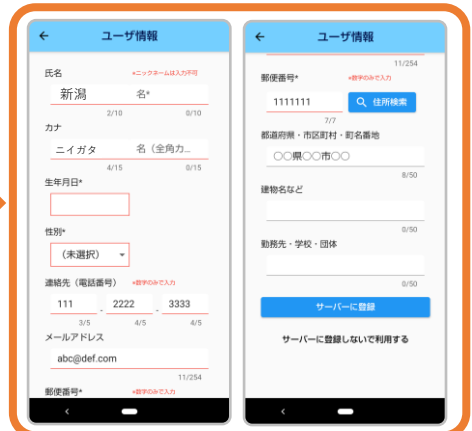 ユーザ情報
氏名 *ニックネームは入力不可
新潟 名*
2/10 0/10
カナ
ニイガタ 名（全角カ...
4/15 0/15
生年月日*
性別*
（未選択）
連絡先（電話番号） *数字のみで入力
111 - 2222 - 3333
3/5 4/5 4/5
メールアドレス
abc@def.com
11/254
郵便番号* *数字のみで入力
ユーザ情報
11/254
郵便番号* *数字のみで入力
1111111 住所検索
7/7
都道府県・市区町村・町名番地
○○県○○市○○
8/50
建物名など
0/50
勤務先・学校・団体
0/50
サーバーに登録
サーバーに登録しないで利用する